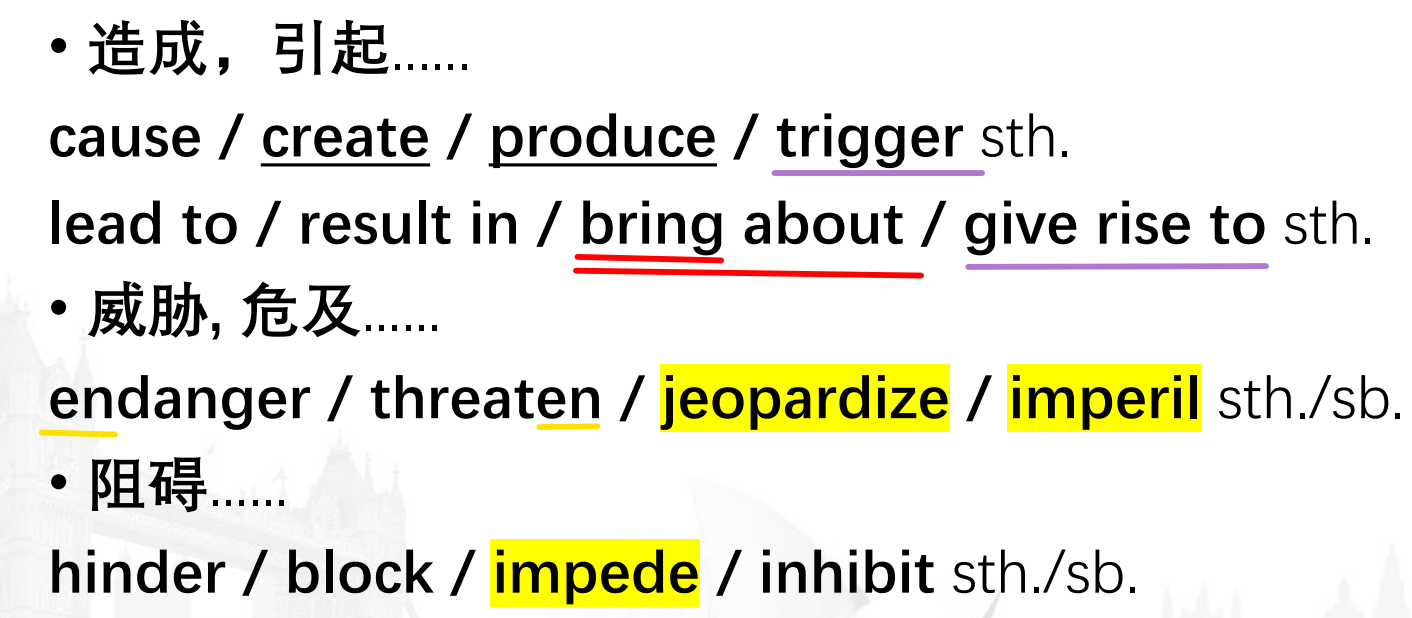 • 造成，引起......
cause / create / produce / trigger sth.
lead to / result in / bring about / give rise to sth.
• 威胁, 危及......
endanger / threaten / jeopardize / imperil sth./sb.
• 阻碍......
hinder / block / impede / inhibit sth./sb.